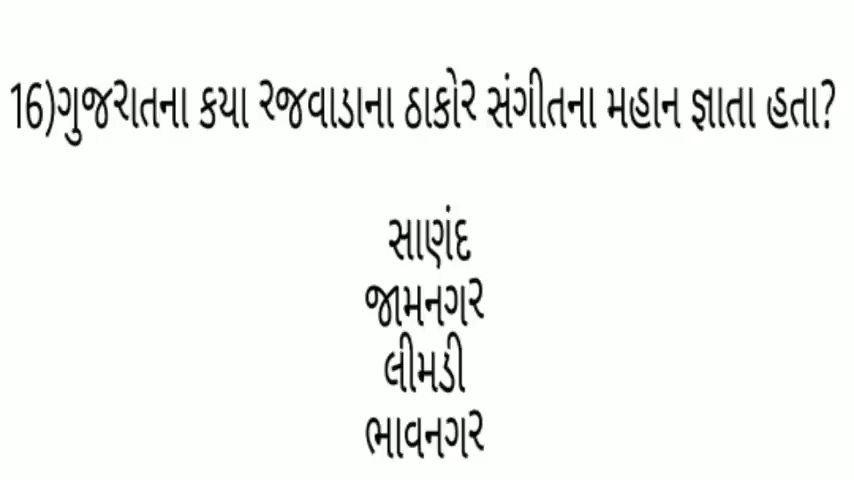 16)ગુજરાતના કયા રજવાડાના ઠાકોર સંગીતના મહાન જ્ઞાતા હતા?
સાણંદ
જામનગર
લીમડી
ભાવનગર